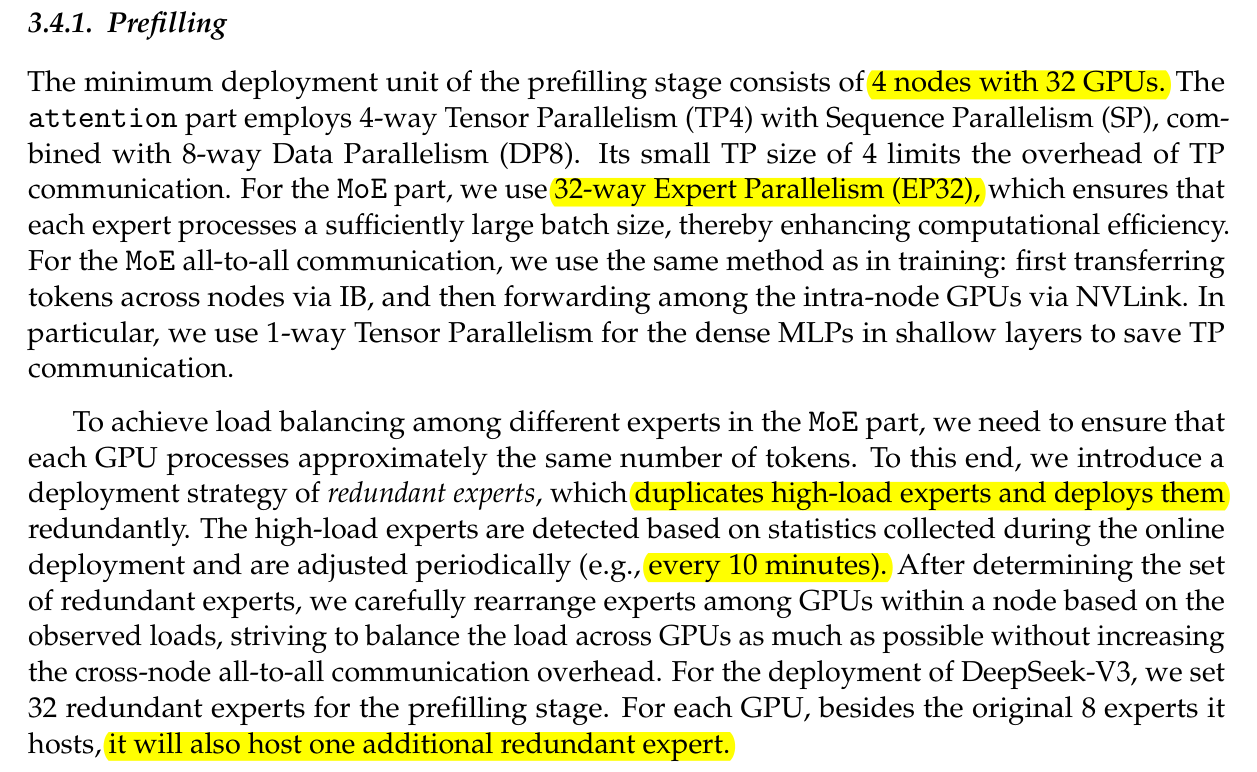 3.4.1. Prefilling
The minimum deployment unit of the prefilling stage consists of 4 nodes with 32 GPUs. The
attention part employs 4-way Tensor Parallelism (TP4) with Sequence Parallelism (SP), com-
bined with 8-way Data Parallelism (DP8). Its small TP size of 4 limits the overhead of TP
communication. For the MoE part, we use 32-way Expert Parallelism (EP32), which ensures that
each expert processes a sufficiently large batch size, thereby enhancing computational efficiency.
For the MoE all-to-all communication, we use the same method as in training: first transferring
tokens across nodes via IB, and then forwarding among the intra-node GPUs via NVLink. In
particular, we use 1-way Tensor Parallelism for the dense MLPs in shallow layers to save TP
communication.
To achieve load balancing among different experts in the MoE part, we need to ensure that
each GPU processes approximately the same number of tokens. To this end, we introduce a
deployment strategy of redundant experts, which duplicates high-load experts and deploys them
redundantly. The high-load experts are detected based on statistics collected during the online
deployment and are adjusted periodically (e.g., every 10 minutes). After determining the set
of redundant experts, we carefully rearrange experts among GPUs within a node based on the
observed loads, striving to balance the load across GPUs as much as possible without increasing
the cross-node all-to-all communication overhead. For the deployment of DeepSeek-V3, we set
32 redundant experts for the prefilling stage. For each GPU, besides the original 8 experts it
hosts, it will also host one additional redundant expert.